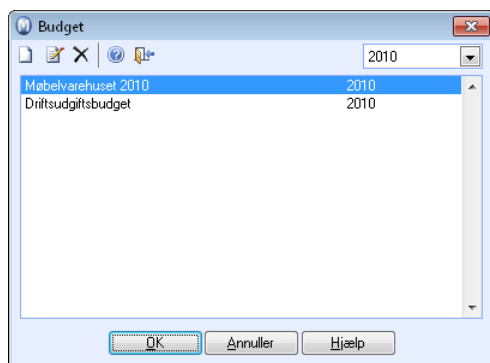 Budget
2010
Møbelvarehuset 2010 2010
Driftsudgiftsbudget 2010
OK Annuller Hjælp